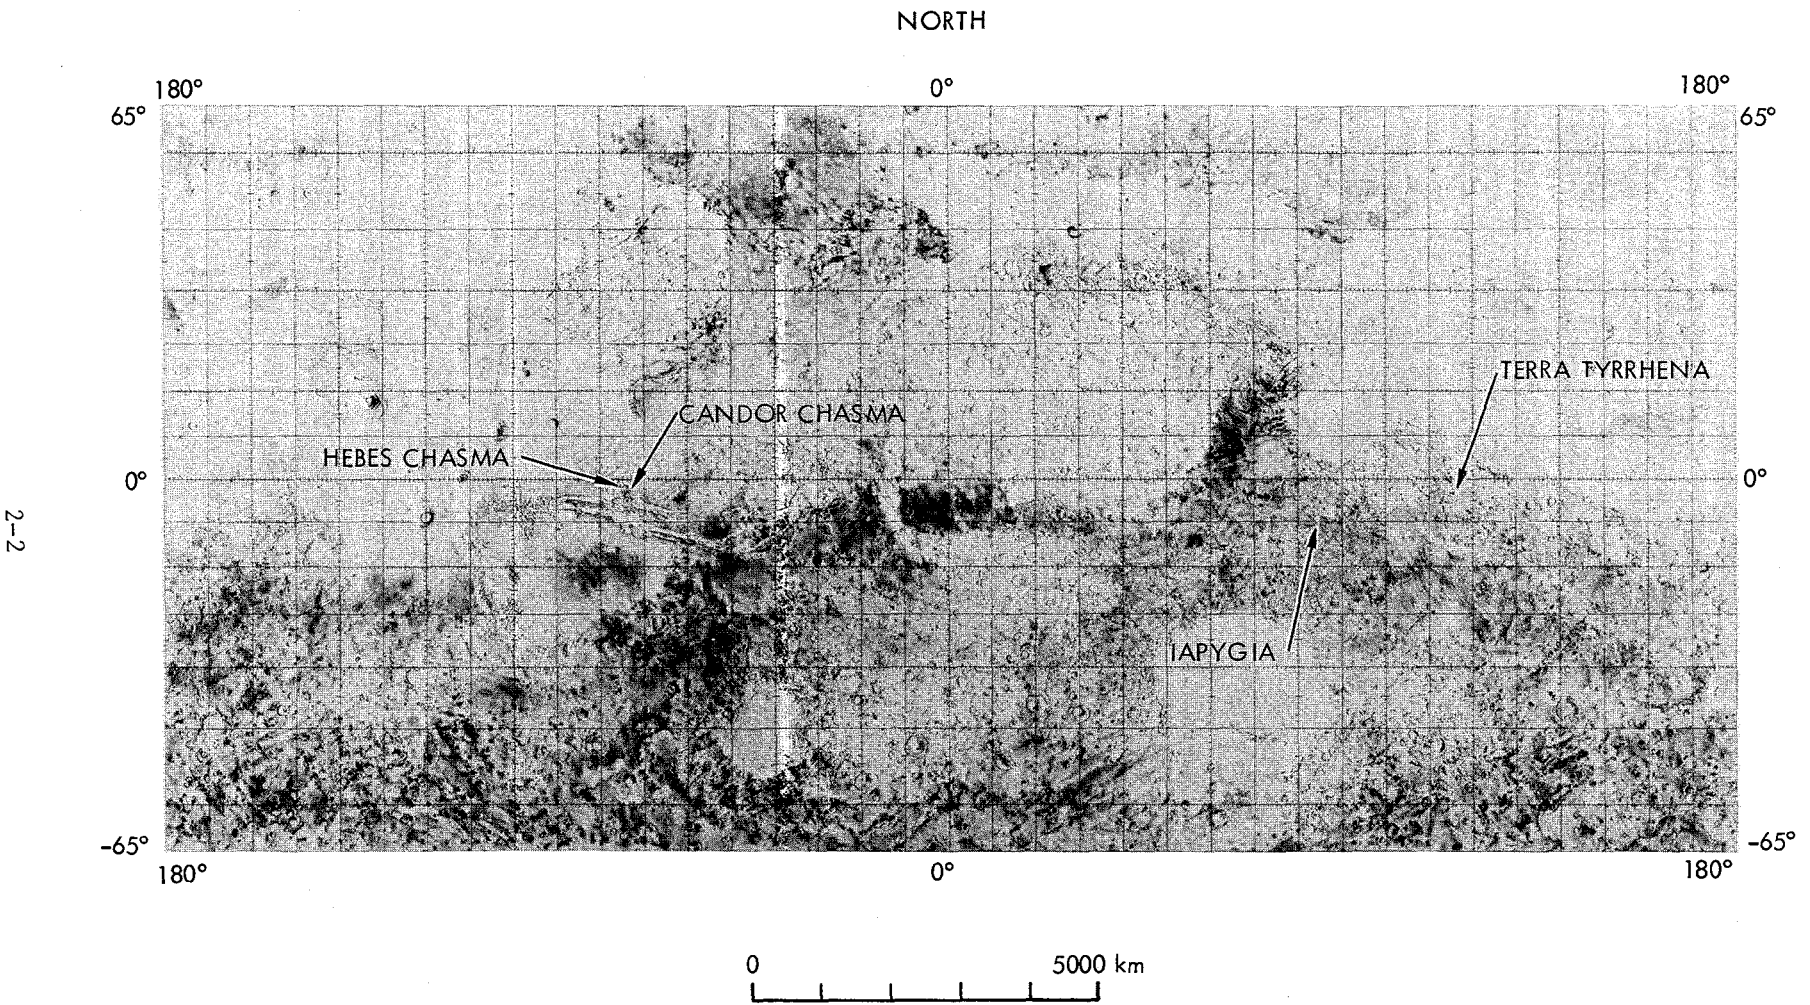 NORTH
180° 0° 180°
65° 65°
TERRA TYRRHENA
CANDOR CHASMA
HEBES CHASMA
0° 0°
2-2
IAPYGIA
-65° -65°
180° 0° 180°
0 5000 km